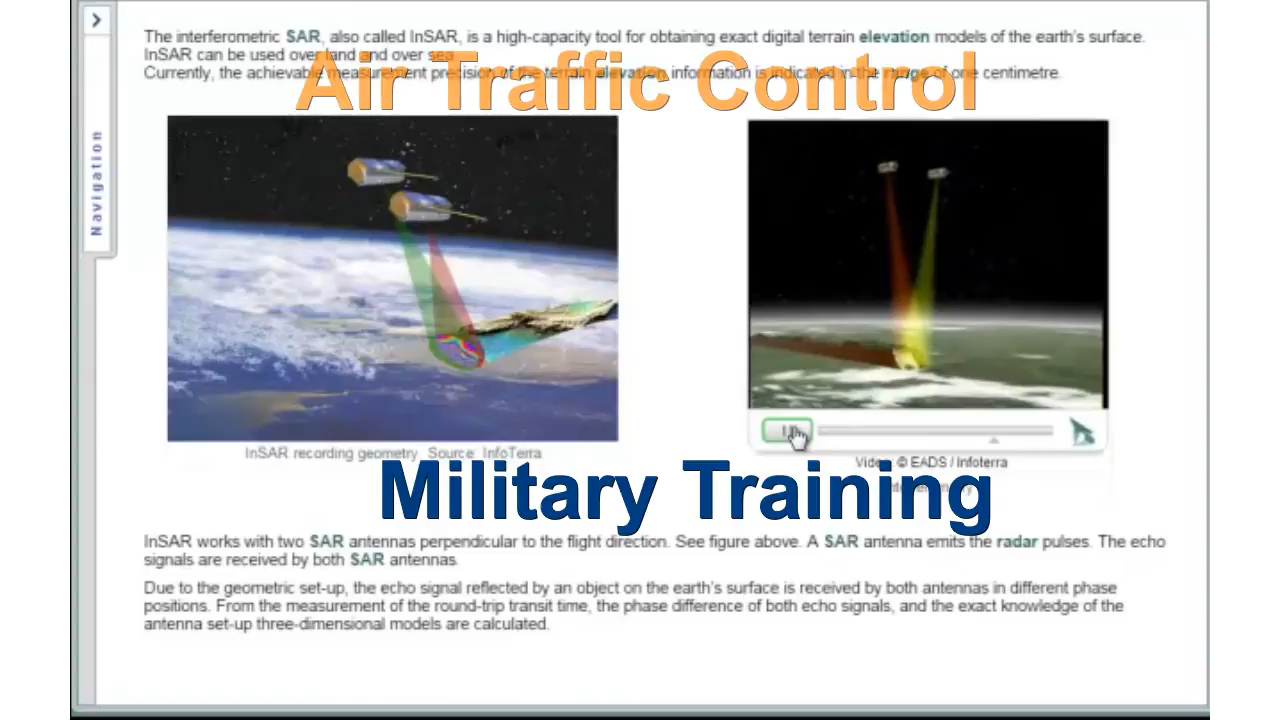 The interferometric SAR, also called InSAR, is a high-capacity tool for obtaining exact digital terrain elevation models of the earth's surface.
InSAR can be used over land and over sea
Currently, the achievable measurement precision of the terrain elevation information is indicated in the range of one centimetre.
Air Traffic Control
Navigation
InSAR recording geometry. Source: InfoTerra
Video: © EADS / Infoterra
Military Training
InSAR works with two SAR antennas perpendicular to the flight direction. See figure above. A SAR antenna emits the radar pulses. The echo
signals are received by both SAR antennas.
Due to the geometric set-up, the echo signal reflected by an object on the earth's surface is received by both antennas in different phase
positions. From the measurement of the round-trip transit time, the phase difference of both echo signals, and the exact knowledge of the
antenna set-up three-dimensional models are calculated.